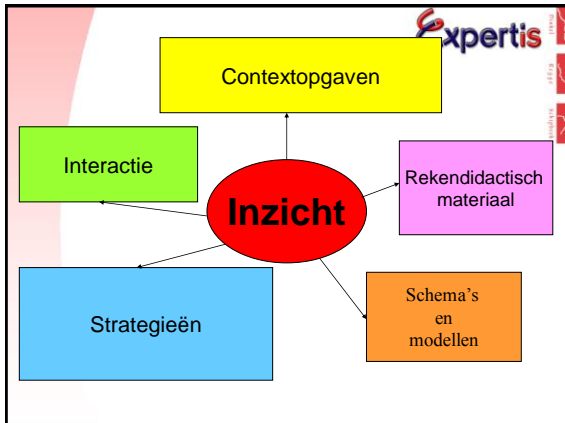 Expertis
Contextopgaven
Interactie
Rekendidactisch
materiaal
Inzicht
Strategieën
Schema's
en
modellen